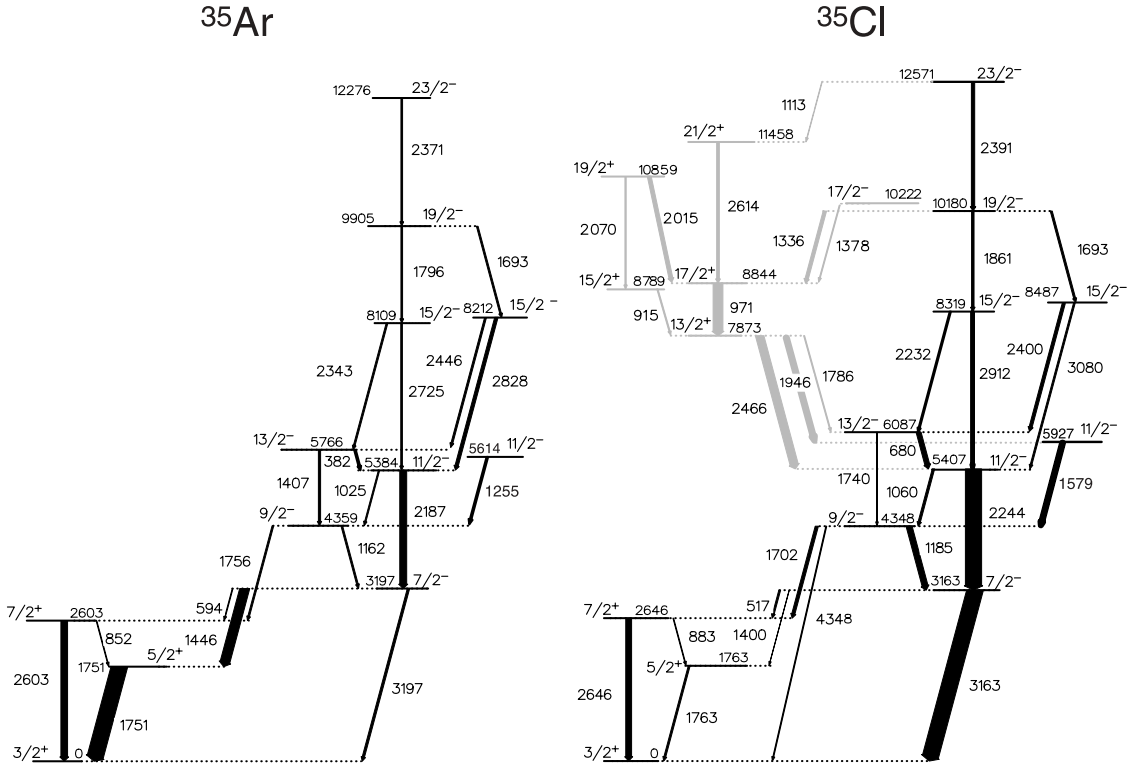 35Ar
12276 23/2−
2371
9905 19/2−
1796 1693
8109 15/2− 8212 15/2−
2343 2725 2446 2828
13/2− 5766 5614 11/2−
382 5384 11/2−
1407 1025 1255
9/2− 4359 2187
1756 1162
3197 7/2−
7/2+ 2603 594
852 1446
1751 5/2+
2603 1751 3197
3/2+ 0
35Cl
12571 23/2−
1113
21/2+ 11458
2391
19/2+ 10859
17/2− 10222
10180 19/2−
2070 2015 2614 1336 1378
1861 1693
15/2+ 8789 17/2+ 8844
8319 15/2− 8487 15/2−
915 971
13/2+ 7873
2466 1946 1786
2232 2912 2400 3080
13/2− 6087 5927 11/2−
680 5407 11/2−
1740 1060 1579
9/2− 4348 2244
1702 1185
3163 7/2−
7/2+ 2646 517
883 1400 4348
5/2+ 1763
2646 1763 3163
3/2+ 0